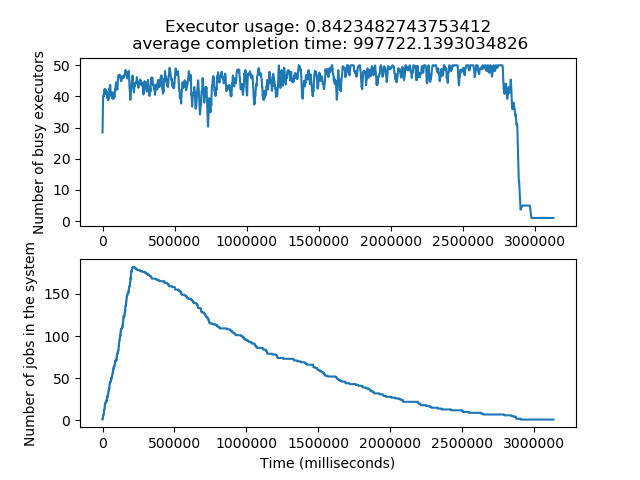 Executor usage: 0.8423482743753412
average completion time: 997722.1393034826
Number of busy executors
50
40
30
20
10
0
0 500000 1000000 1500000 2000000 2500000 3000000
Number of jobs in the system
150
100
50
0
0 500000 1000000 1500000 2000000 2500000 3000000
Time (milliseconds)